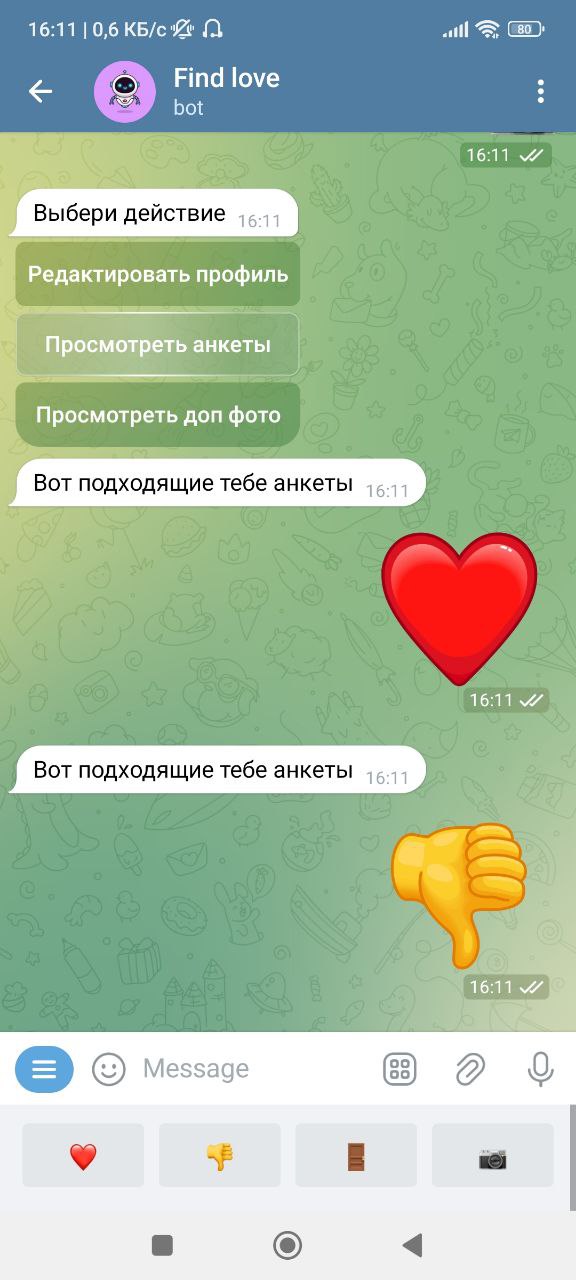 16:11 | 0,6 КБ/с
80
Find love
bot
16:11
Выбери действие 16:11
Редактировать профиль
Просмотреть анкеты
Просмотреть доп фото
Вот подходящие тебе анкеты 16:11
16:11
Вот подходящие тебе анкеты 16:11
16:11
Message